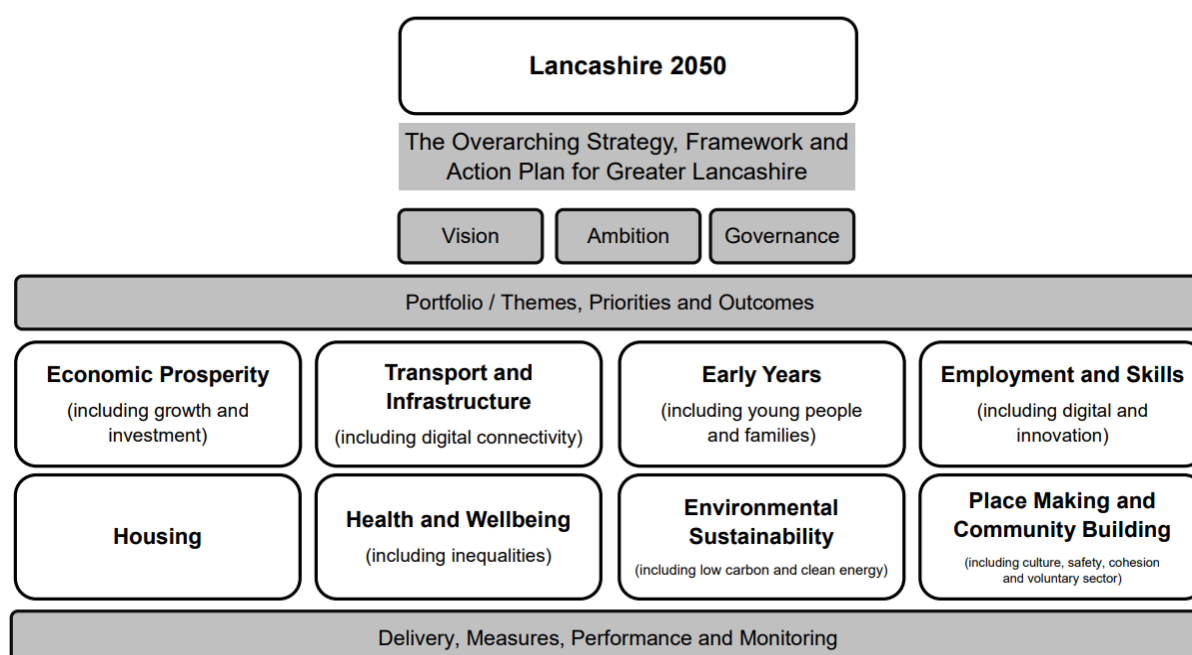 Lancashire 2050
The Overarching Strategy, Framework and
Action Plan for Greater Lancashire
Vision
Ambition
Governance
Portfolio / Themes, Priorities and Outcomes
Economic Prosperity
(including growth and
investment)
Transport and
Infrastructure
(including digital connectivity)
Early Years
(including young people
and families)
Employment and Skills
(including digital and
innovation)
Housing
Health and Wellbeing
(including inequalities)
Environmental
Sustainability
(including low carbon and clean energy)
Place Making and
Community Building
(including culture, safety, cohesion
and voluntary sector)
Delivery, Measures, Performance and Monitoring